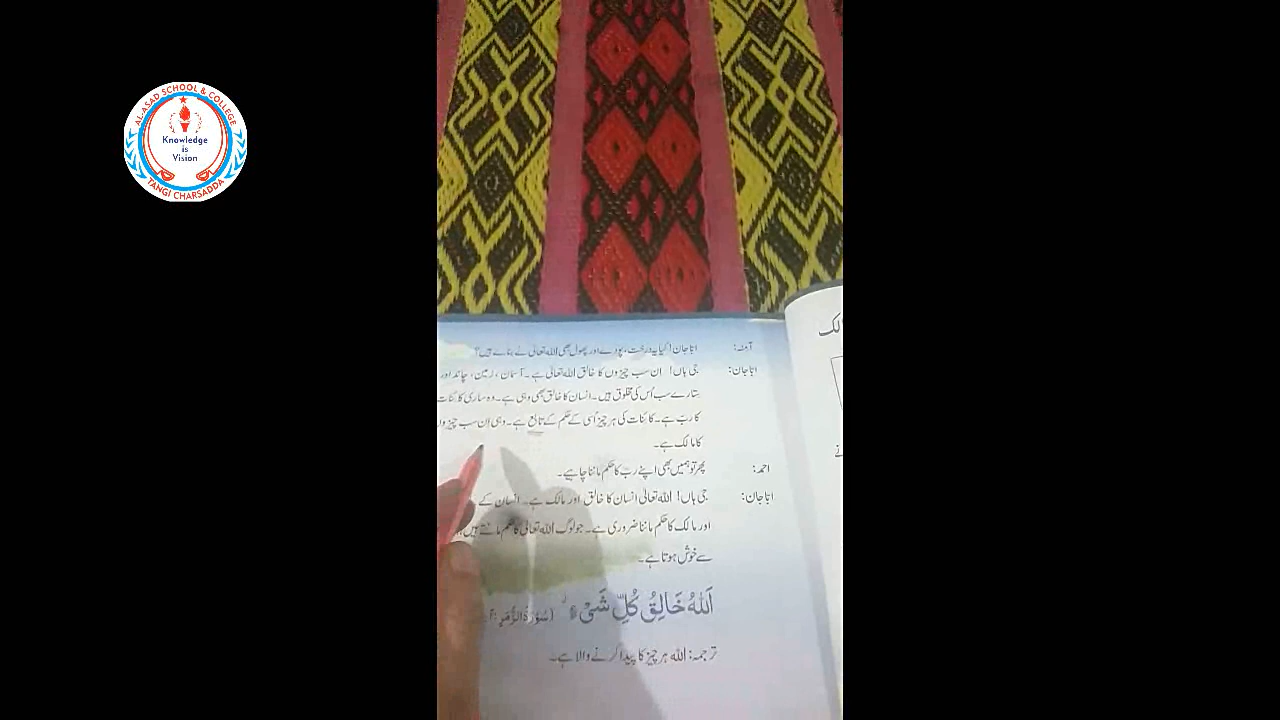 AL-ASAD SCHOOL & COLLEGE
Knowledge
is
Vision
TANGI CHARSADDA
آمنہ: ابّا جان! کیا یہ درخت، پودے اور پھول بھی اللہ تعالیٰ نے بنائے ہیں؟
ابّا جان: جی ہاں! اِن سب چیزوں کا خالق اللہ تعالیٰ ہے۔ آسمان، زمین، چاند اور
ستارے سب اُس کی مخلوق ہیں۔ انسان کا خالق بھی وہی ہے۔ وہ ساری کائنات
کا ربّ ہے۔ کائنات کی ہر چیز اُسی کے حکم کے تابع ہے۔ وہی اِن سب
کا مالک ہے۔
احمد: پھر تو ہمیں بھی اپنے ربّ کا حکم ماننا چاہیے۔
ابّا جان: جی ہاں! اللہ تعالیٰ انسان کا خالق اور مالک ہے۔ انسان کے
اور مالک کا حکم ماننا ضروری ہے۔ جو لوگ اللہ تعالیٰ کا حکم مانتے ہیں،
سے خوش ہوتا ہے۔
اَللّٰهُ خَالِقُ كُلِّ شَیْءٍ (سُوْرَۃُ الزُّمَر:
ترجمہ: اللہ ہر چیز کا پیدا کرنے والا ہے۔